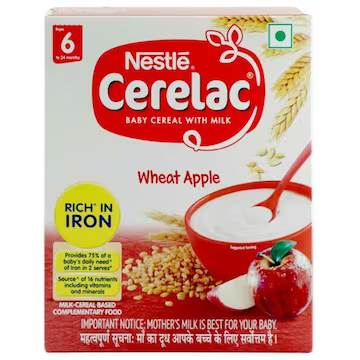 From
6
to 24 months
Nestlé
Cerelac®
BABY CEREAL WITH MILK
Wheat Apple
RICH^ IN
IRON
Provides 75% of a
baby's daily need*
of Iron in 2 serves*
Source^ of 16 nutrients
including vitamins
and minerals
MILK-CEREAL BASED
COMPLEMENTARY FOOD
IMPORTANT NOTICE: MOTHER'S MILK IS BEST FOR YOUR BABY.
महत्वपूर्ण सूचना: माँ का दूध आपके बच्चे के लिए सर्वोत्तम है।